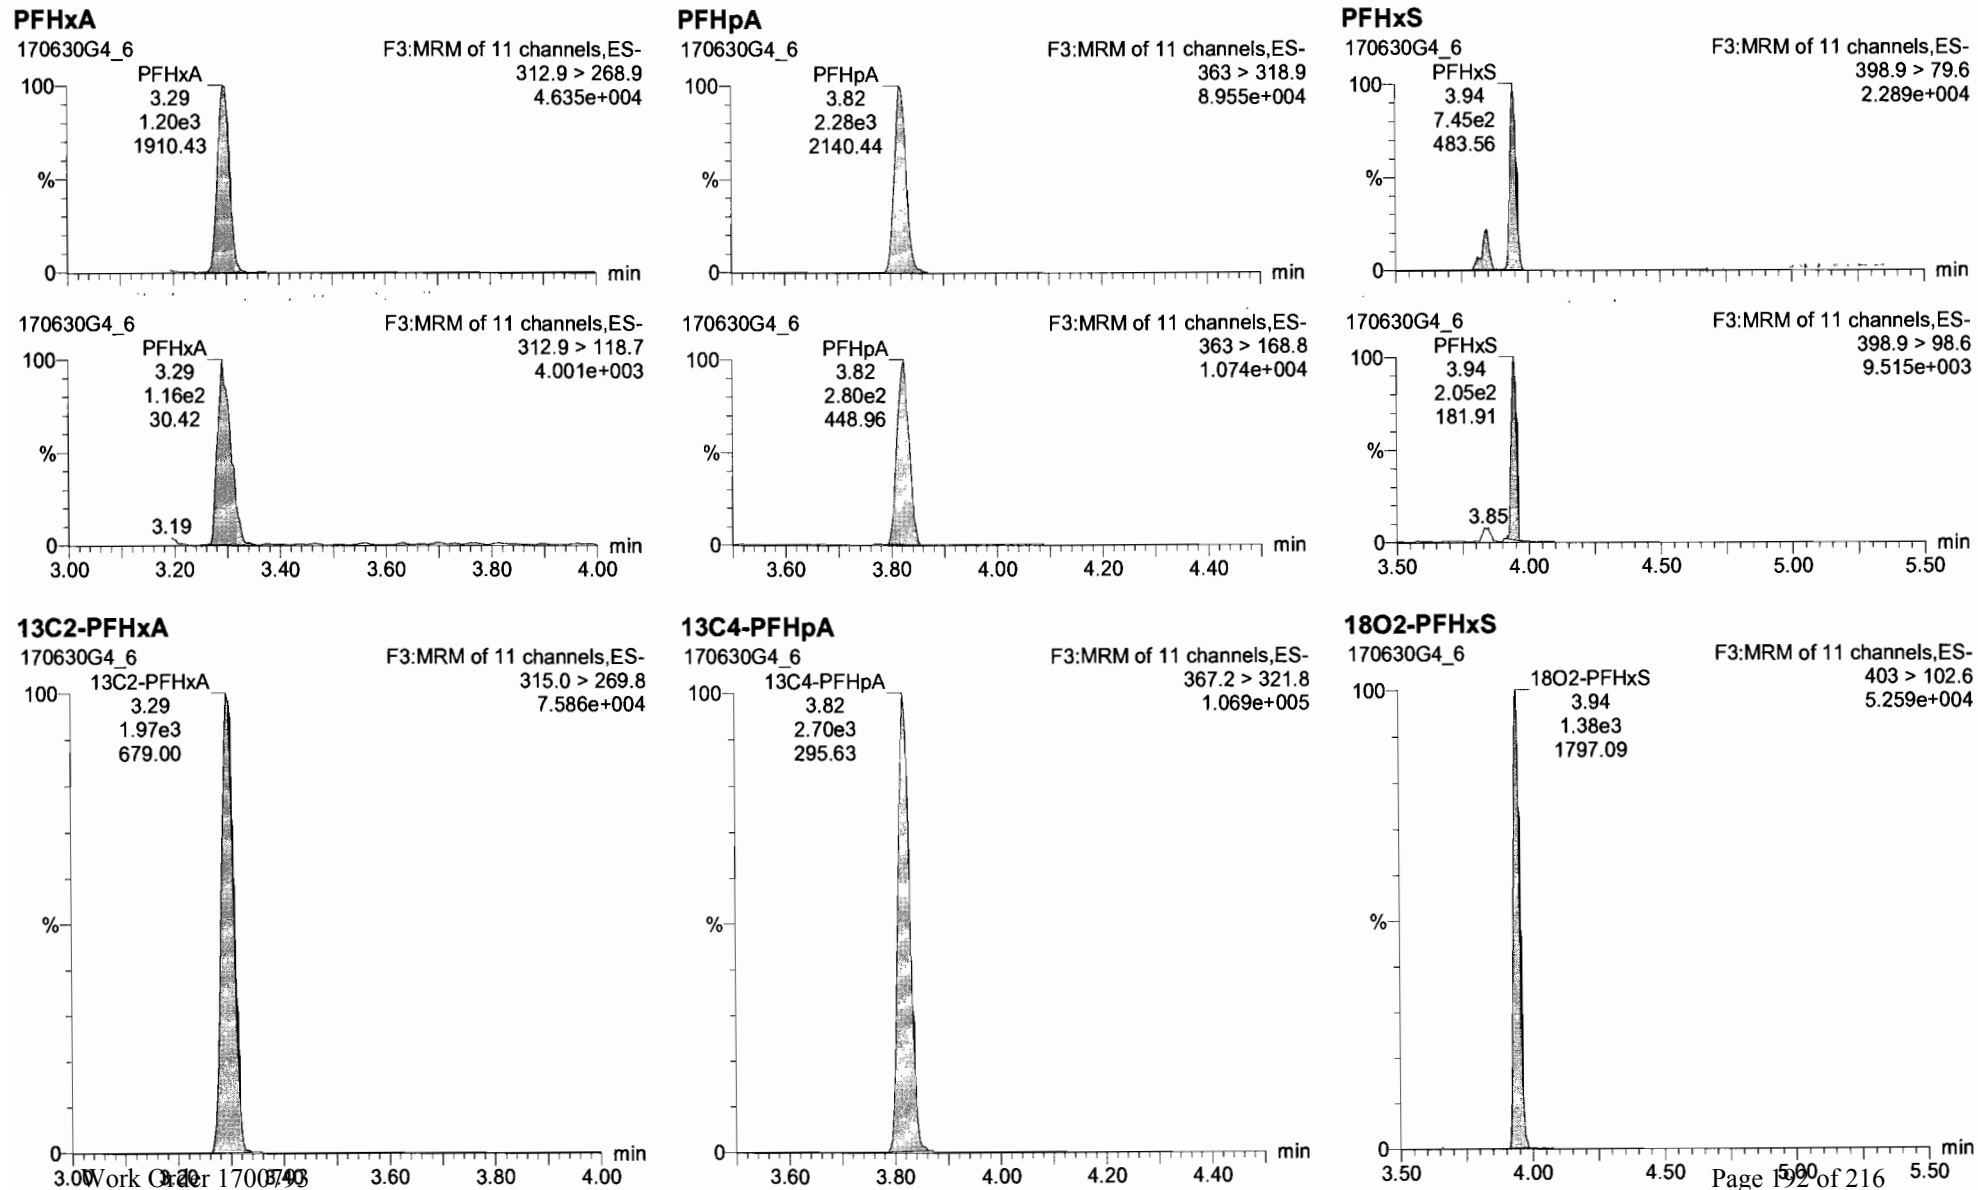 PFHxA
170630G4_6
F3:MRM of 11 channels,ES-
312.9 > 268.9
4.635e+004
PFHxA
3.29
1.20e3
1910.43
100
%
0
min
170630G4_6
F3:MRM of 11 channels,ES-
312.9 > 118.7
4.001e+003
PFHxA
3.29
1.16e2
30.42
100
%
3.19
0
min
3.00 3.20 3.40 3.60 3.80 4.00
PFHpA
170630G4_6
F3:MRM of 11 channels,ES-
363 > 318.9
8.955e+004
PFHpA
3.82
2.28e3
2140.44
100
%
0
min
170630G4_6
F3:MRM of 11 channels,ES-
363 > 168.8
1.074e+004
PFHpA
3.82
2.80e2
448.96
100
%
0
min
3.60 3.80 4.00 4.20 4.40
PFHxS
170630G4_6
F3:MRM of 11 channels,ES-
398.9 > 79.6
2.289e+004
PFHxS
3.94
7.45e2
483.56
100
%
0
min
170630G4_6
F3:MRM of 11 channels,ES-
398.9 > 98.6
9.515e+003
PFHxS
3.94
2.05e2
181.91
100
%
3.85
0
min
3.50 4.00 4.50 5.00 5.50
13C2-PFHxA
170630G4_6
F3:MRM of 11 channels,ES-
315.0 > 269.8
7.586e+004
13C2-PFHxA
3.29
1.97e3
679.00
100
%
0
min
3.00 3.20 3.40 3.60 3.80 4.00
13C4-PFHpA
170630G4_6
F3:MRM of 11 channels,ES-
367.2 > 321.8
1.069e+005
13C4-PFHpA
3.82
2.70e3
295.63
100
%
0
min
3.60 3.80 4.00 4.20 4.40
18O2-PFHxS
170630G4_6
F3:MRM of 11 channels,ES-
403 > 102.6
5.259e+004
18O2-PFHxS
3.94
1.38e3
1797.09
100
%
0
min
3.50 4.00 4.50 5.00 5.50
Work Order 1700793
Page 192 of 216